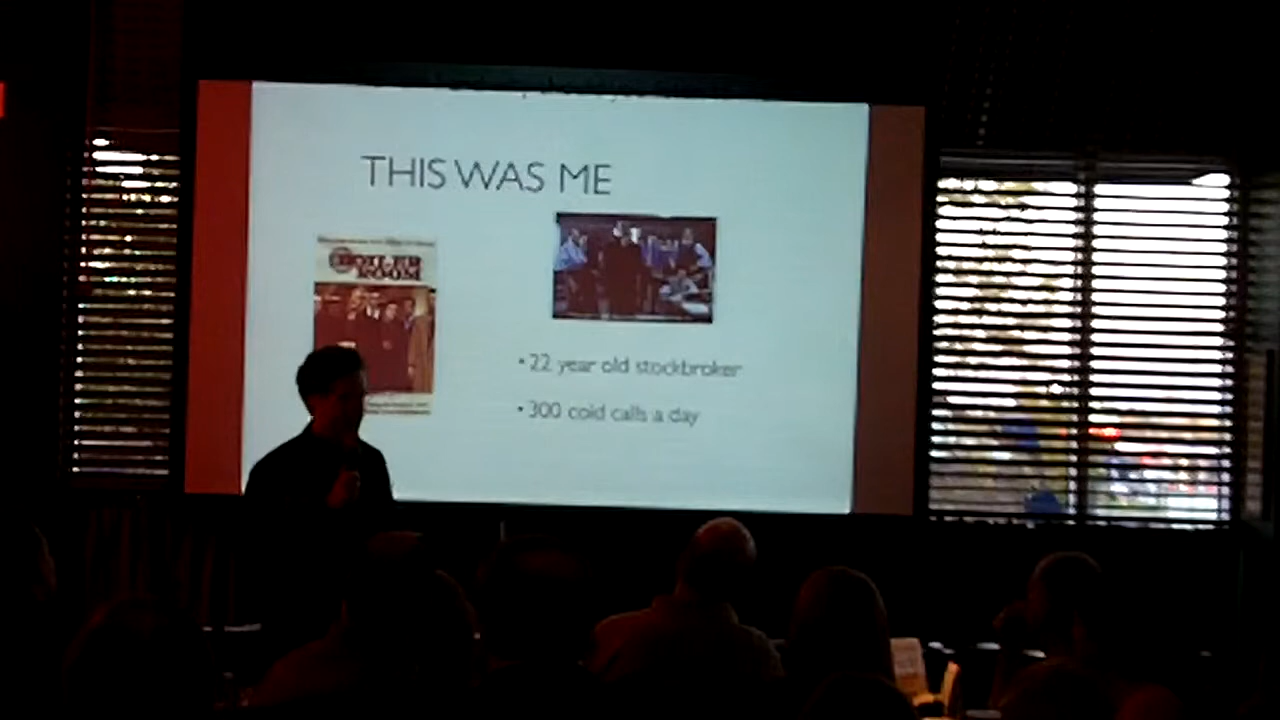 THIS WAS ME
BOILER
ROOM
• 22 year old stockbroker
• 300 cold calls a day